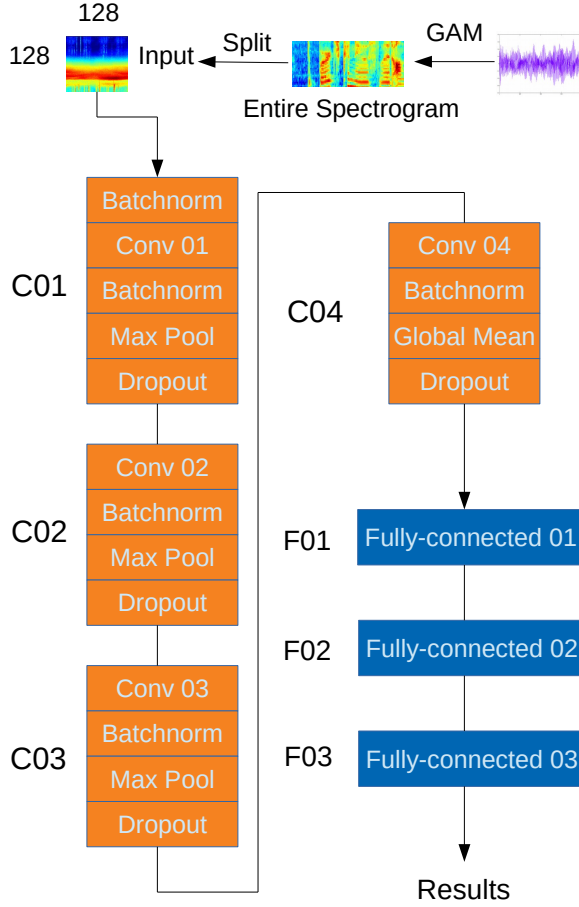 128
128
Input
Split
GAM
Entire Spectrogram
C01
Batchnorm
Conv 01
Batchnorm
Max Pool
Dropout
C02
Conv 02
Batchnorm
Max Pool
Dropout
C03
Conv 03
Batchnorm
Max Pool
Dropout
C04
Conv 04
Batchnorm
Global Mean
Dropout
F01
Fully-connected 01
F02
Fully-connected 02
F03
Fully-connected 03
Results